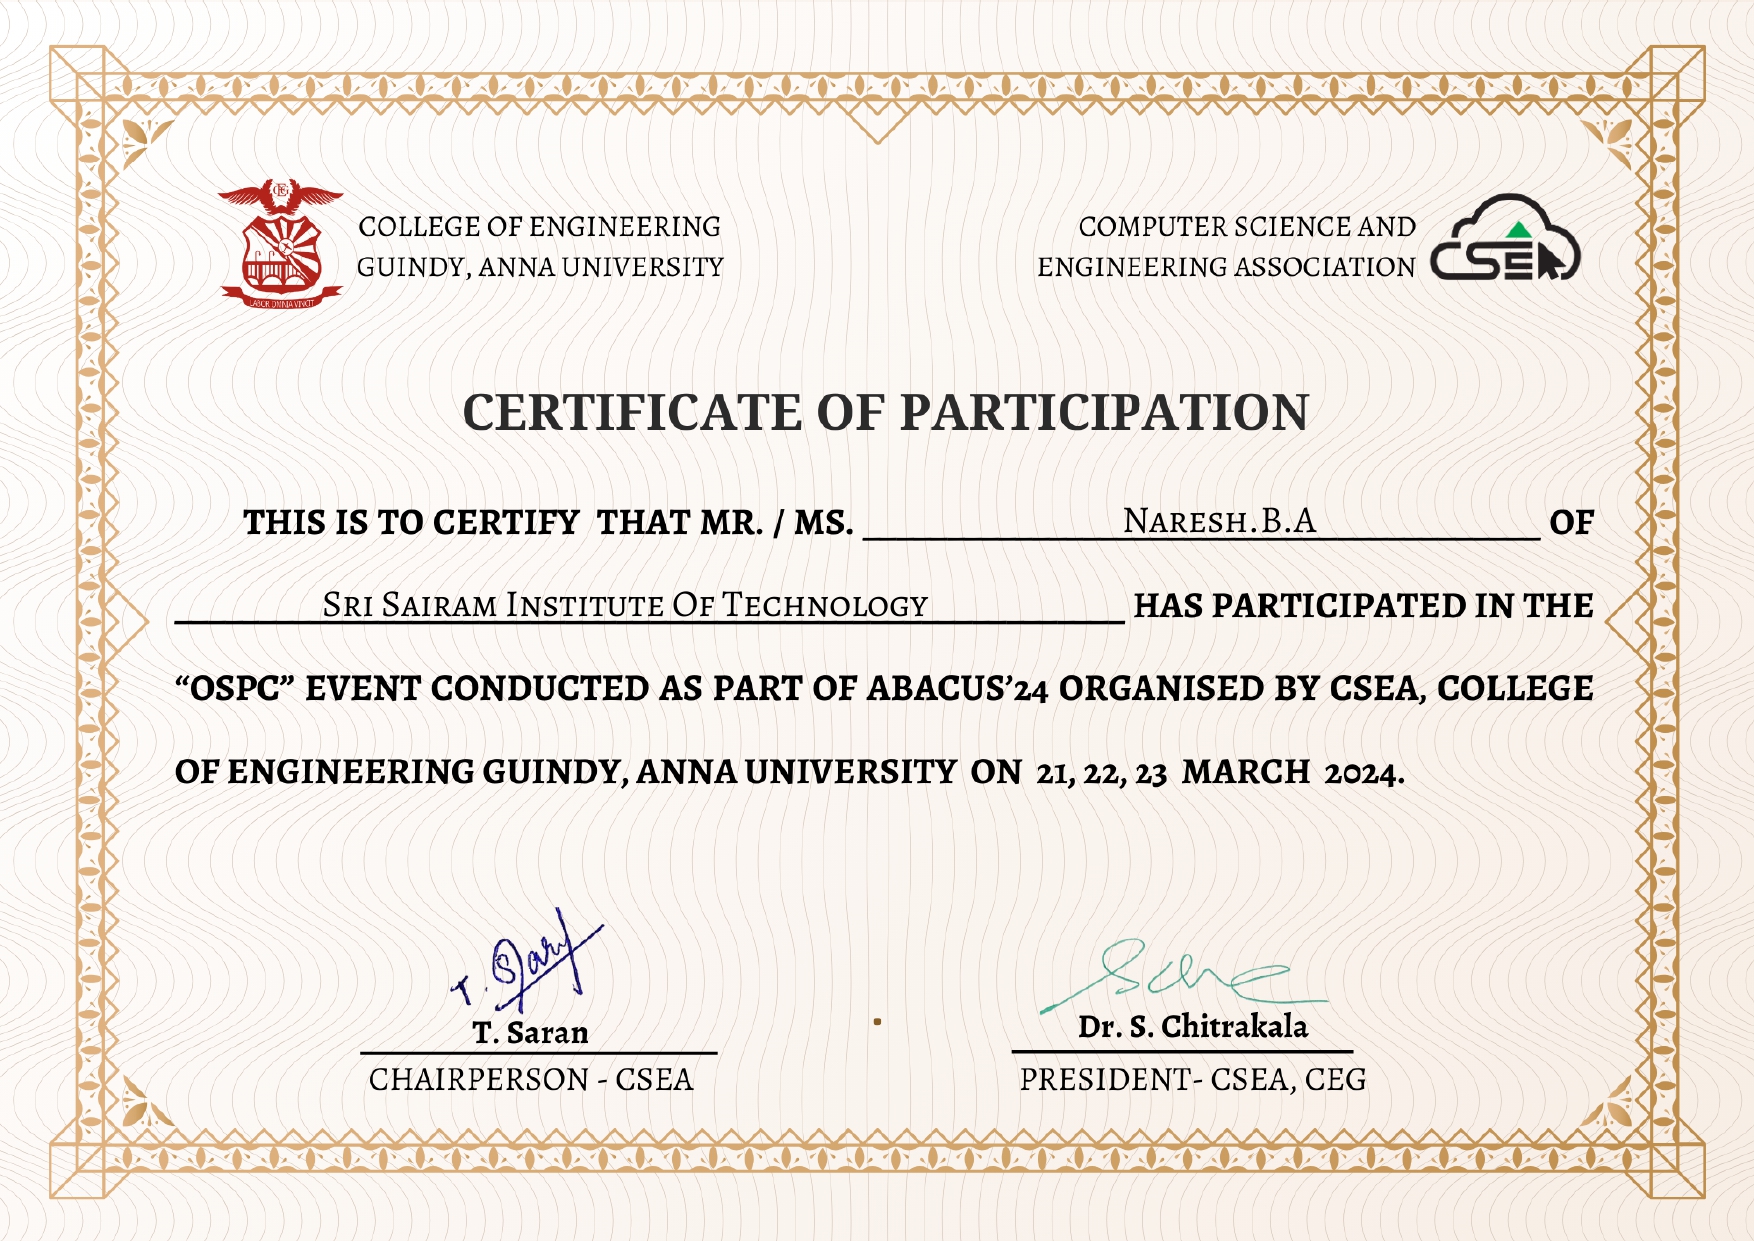 COLLEGE OF ENGINEERING
GUINDY, ANNA UNIVERSITY
LABOR OMNIA VINCIT
COMPUTER SCIENCE AND
ENGINEERING ASSOCIATION
CSEA
CERTIFICATE OF PARTICIPATION
THIS IS TO CERTIFY THAT MR. / MS. NARESH.B.A OF
SRI SAIRAM INSTITUTE OF TECHNOLOGY HAS PARTICIPATED IN THE
“OSPC” EVENT CONDUCTED AS PART OF ABACUS’24 ORGANISED BY CSEA, COLLEGE
OF ENGINEERING GUINDY, ANNA UNIVERSITY ON 21, 22, 23 MARCH 2024.
T. Saran
T. Saran
CHAIRPERSON - CSEA
Dr. S. Chitrakala
PRESIDENT- CSEA, CEG